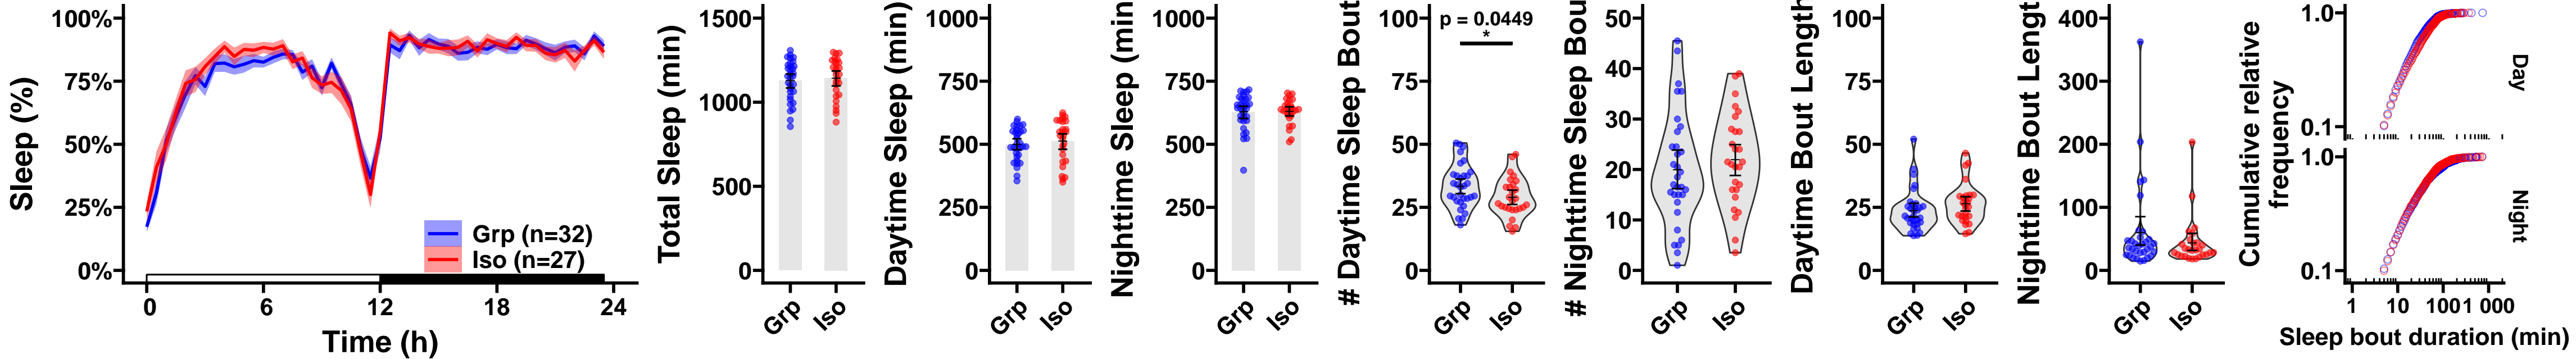 Sleep (%)
100%
75%
50%
25%
0%
Grp (n=32)
Iso (n=27)
0
6
12
18
24
Time (h)
Total Sleep (min)
1500
1000
500
0
Grp
Iso
Daytime Sleep (min)
1000
750
500
250
0
Grp
Iso
Nighttime Sleep (min
1000
750
500
250
0
Grp
Iso
# Daytime Sleep Bout
100
75
50
25
0
p = 0.0449
*
Grp
Iso
# Nighttime Sleep Bou
50
40
30
20
10
0
Grp
Iso
Daytime Bout Length
100
75
50
25
0
Grp
Iso
Nighttime Bout Lengt
400
300
200
100
0
Grp
Iso
Cumulative relative
frequency
1.0
0.1
Day
1.0
0.1
Night
1
10
100
1 000
Sleep bout duration (min)